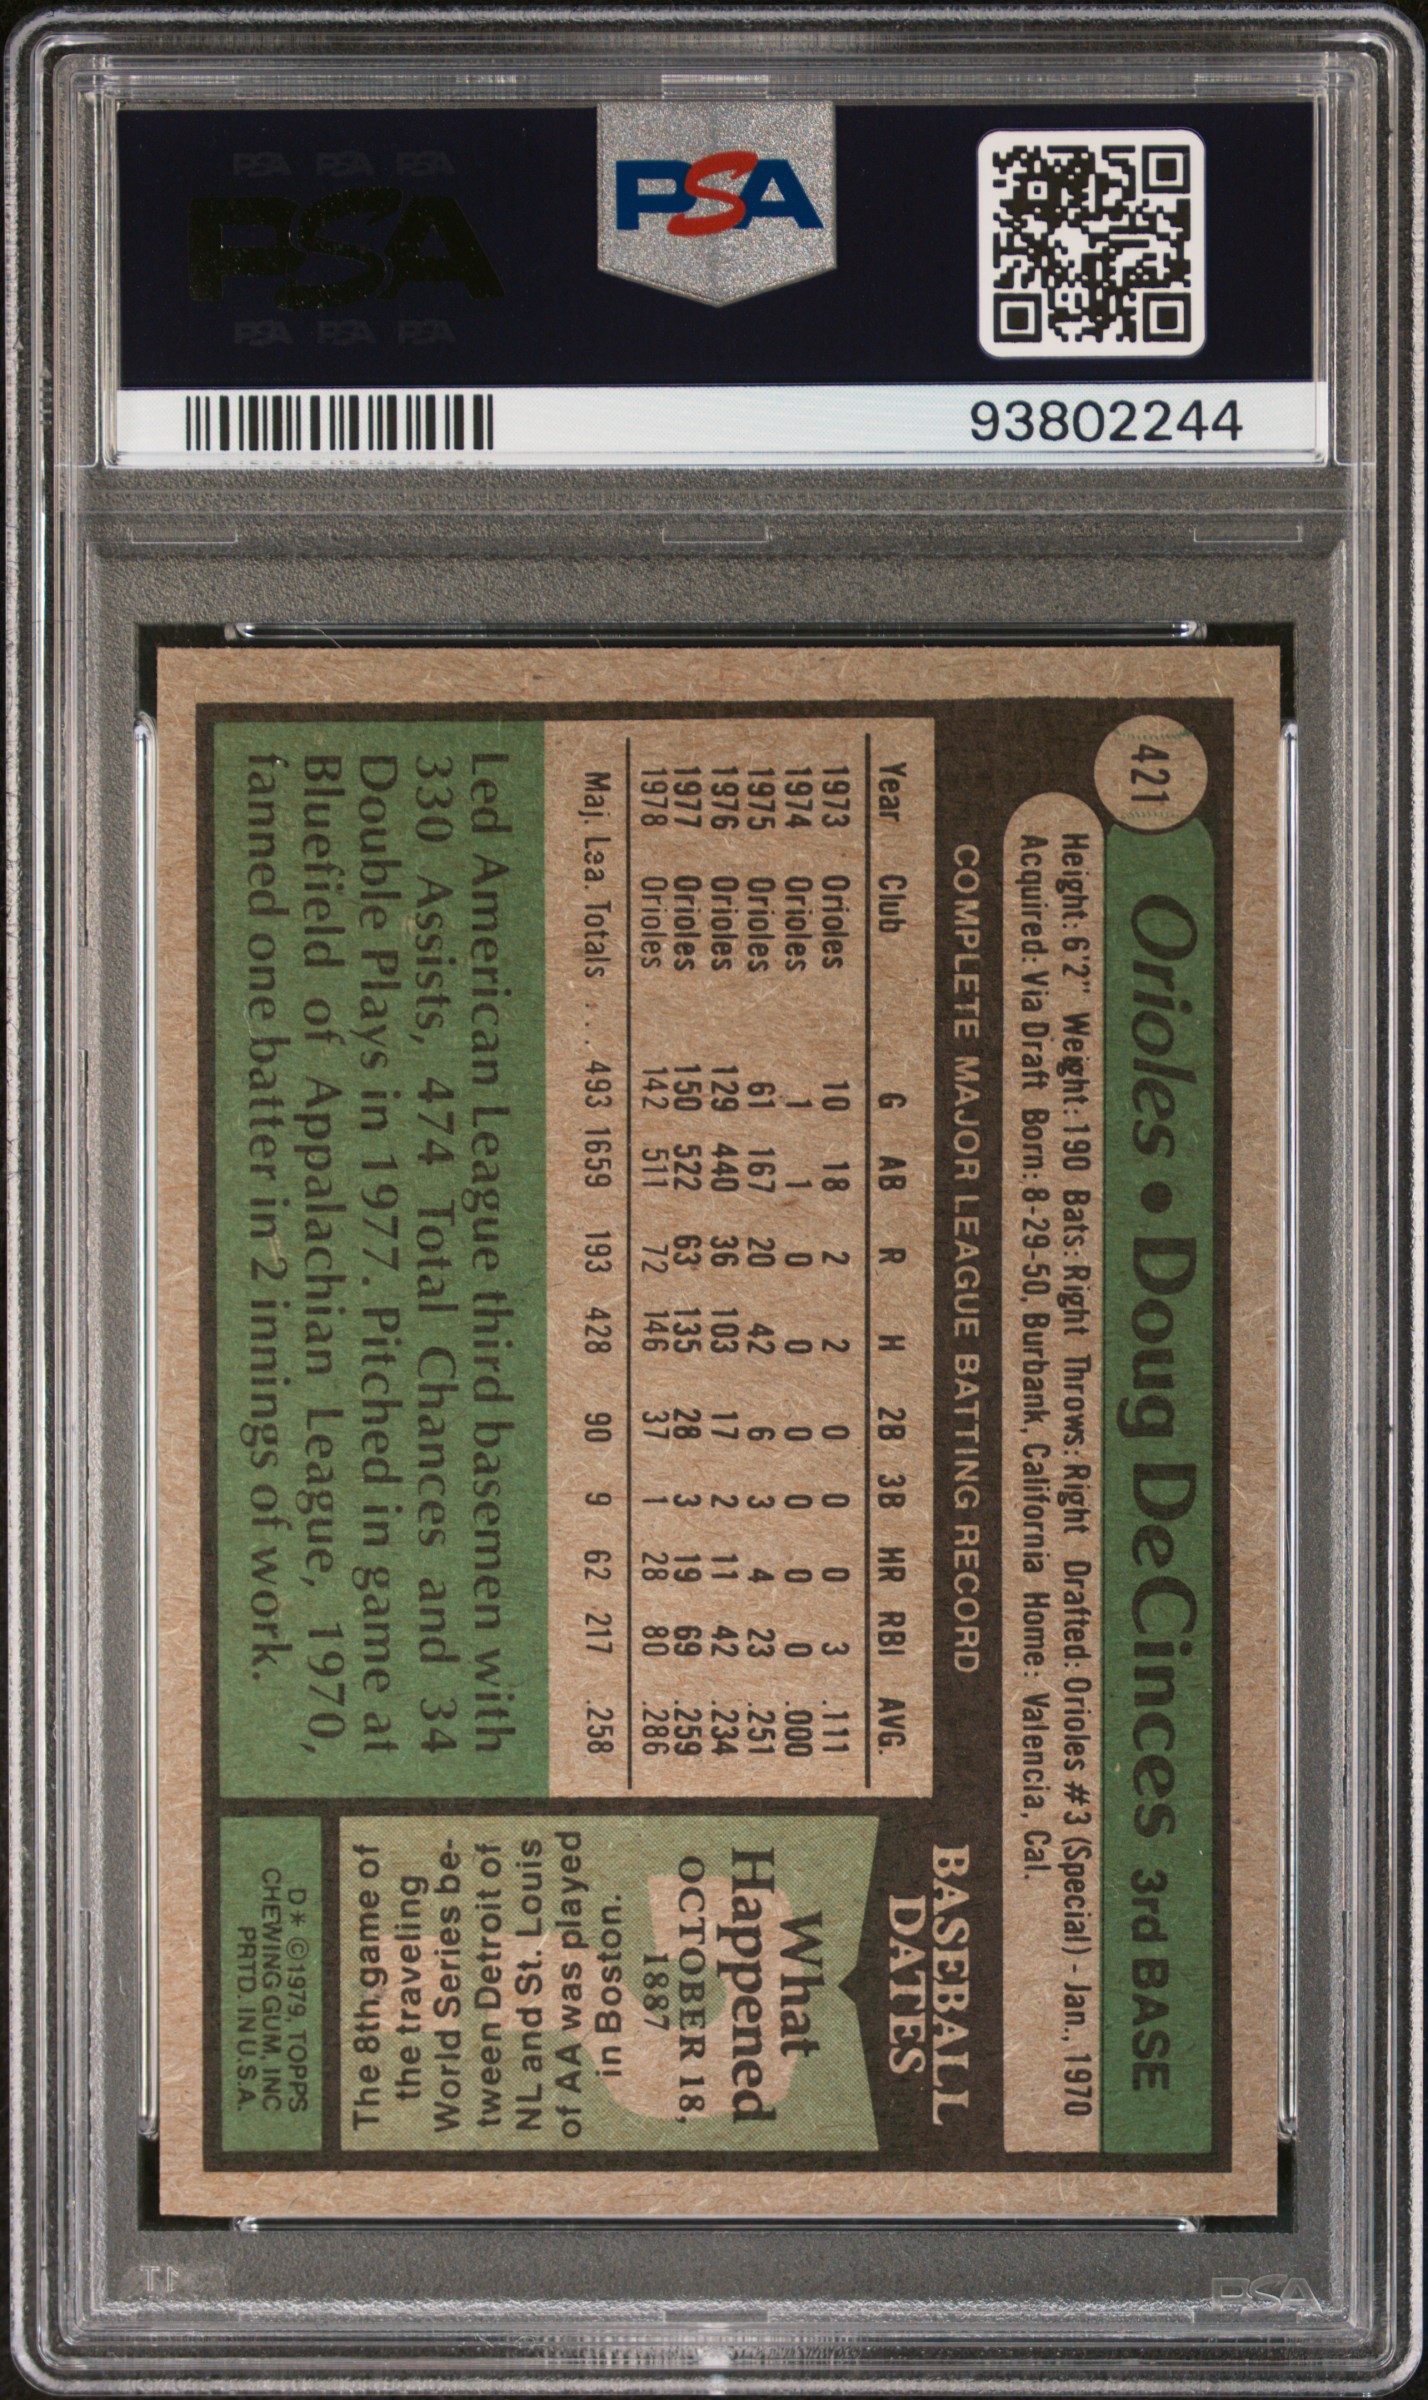 PSA PSA PSA
PSA
PSA PSA PSA
PSA
93802244
421
Orioles • Doug DeCinces 3rd BASE
Height: 6'2" Weight: 190 Bats: Right Throws: Right Drafted: Orioles #3 (Special) - Jan., 1970
Acquired: Via Draft Born: 8-29-50, Burbank, California Home: Valencia, Cal.
COMPLETE MAJOR LEAGUE BATTING RECORD
Year Club G AB R H 2B 3B HR RBI AVG.
1973 Orioles 10 18 2 2 0 0 0 3 .111
1974 Orioles 1 1 0 0 0 0 0 0 .000
1975 Orioles 61 167 20 42 6 3 4 23 .251
1976 Orioles 129 440 36 103 17 2 11 42 .234
1977 Orioles 150 522 63 135 28 3 19 69 .259
1978 Orioles 142 511 72 146 37 1 28 80 .286
Maj. Lea. Totals . . . 493 1659 193 428 90 9 62 217 .258
Led American League third basemen with
330 Assists, 474 Total Chances and 34
Double Plays in 1977. Pitched in game at
Bluefield of Appalachian League, 1970,
fanned one batter in 2 innings of work.
BASEBALL
DATES
What
Happened
OCTOBER 18,
1887
The 8th game of
the traveling
World Series be-
tween Detroit of
NL and St. Louis
of AA was played
in Boston.
D* ©1979, TOPPS
CHEWING GUM, INC
PRTD. IN U.S.A.
PSA